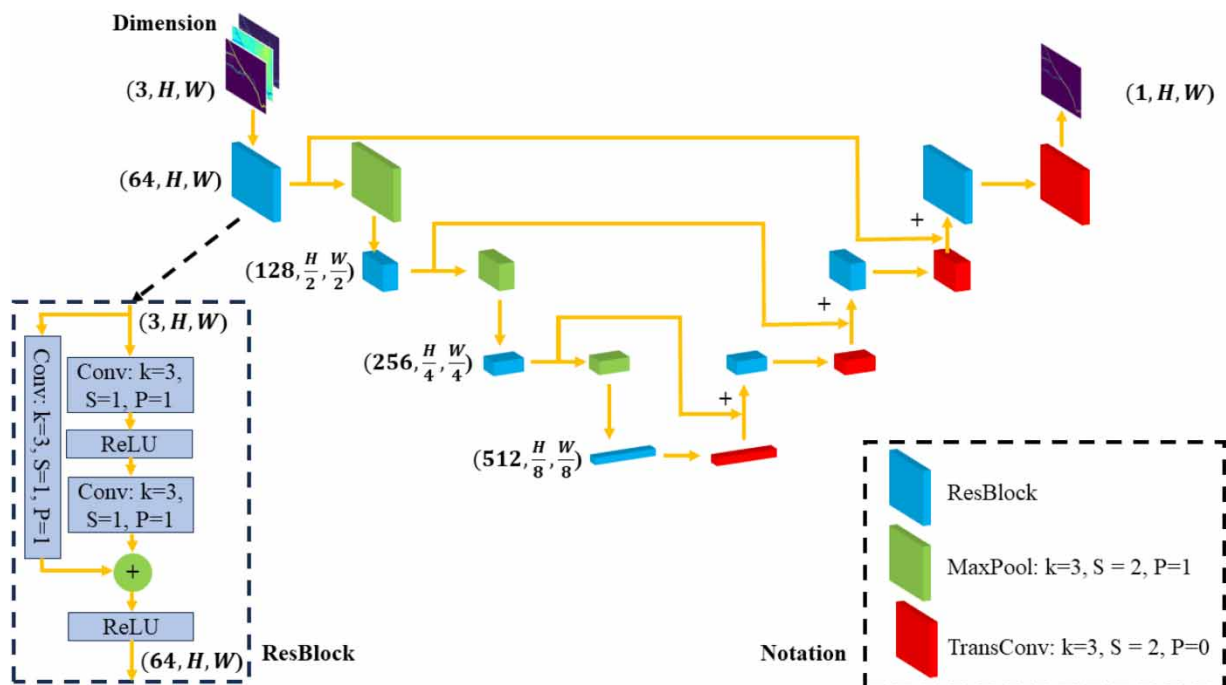 Dimension
(3, H, W)
(1, H, W)
(64, H, W)
+
(128, H/2, W/2)
+
(3, H, W)
(256, H/4, W/4)
Conv: k=3, S=1, P=1
Conv: k=3,
S=1, P=1
+
ReLU
(512, H/8, W/8)
Conv: k=3,
S=1, P=1
ResBlock
+
MaxPool: k=3, S = 2, P=1
ReLU
(64, H, W)
ResBlock
Notation
TransConv: k=3, S = 2, P=0